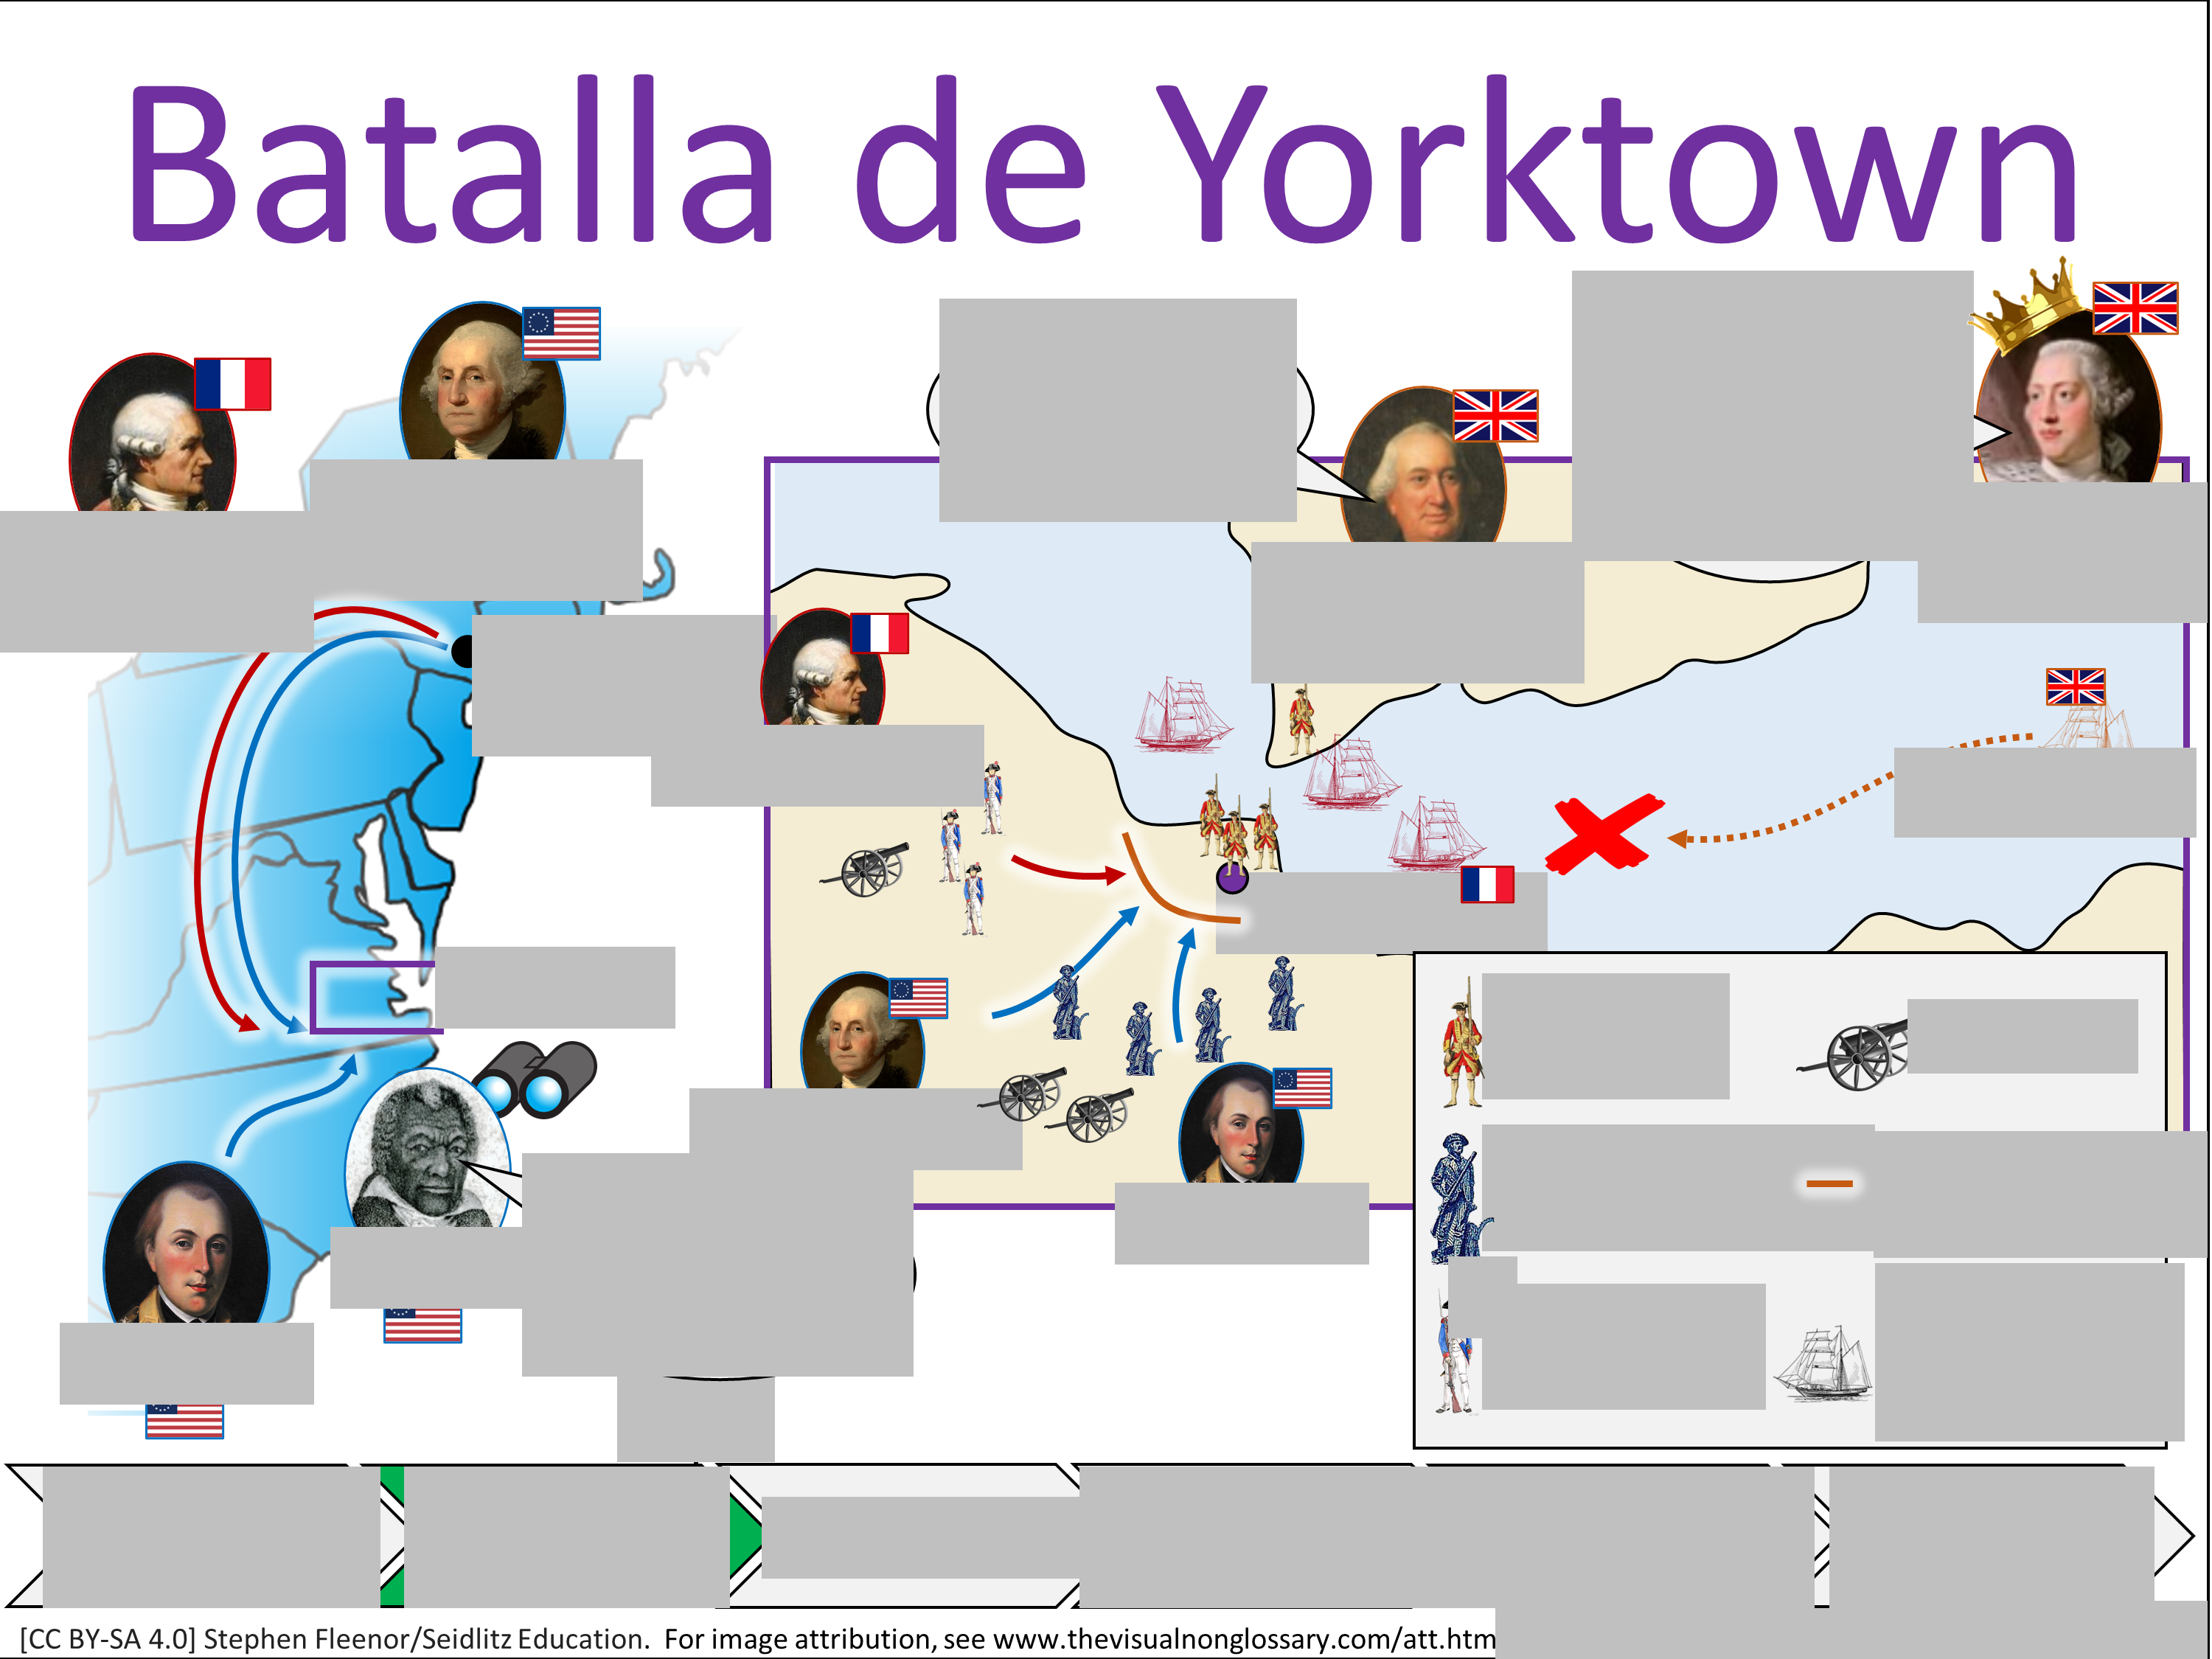 Batalla de Yorktown
[CC BY-SA 4.0] Stephen Fleenor/Seidlitz Education. For image attribution, see www.thevisualnonglossary.com/att.htm